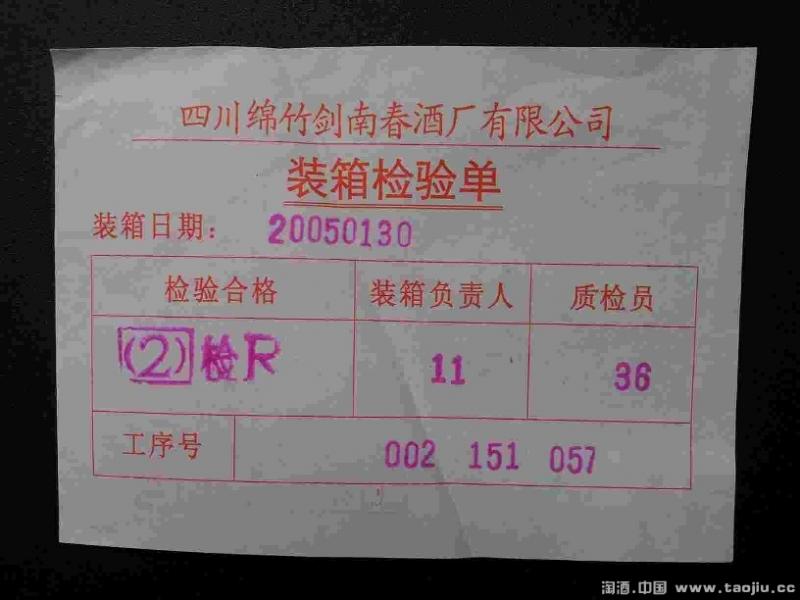 四川绵竹剑南春酒厂有限公司
装箱检验单
装箱日期： 20050130
检验合格 装箱负责人 质检员
(2) 检R 11 36
工序号 002 151 057
淘酒.中国 www.taojiu.cc